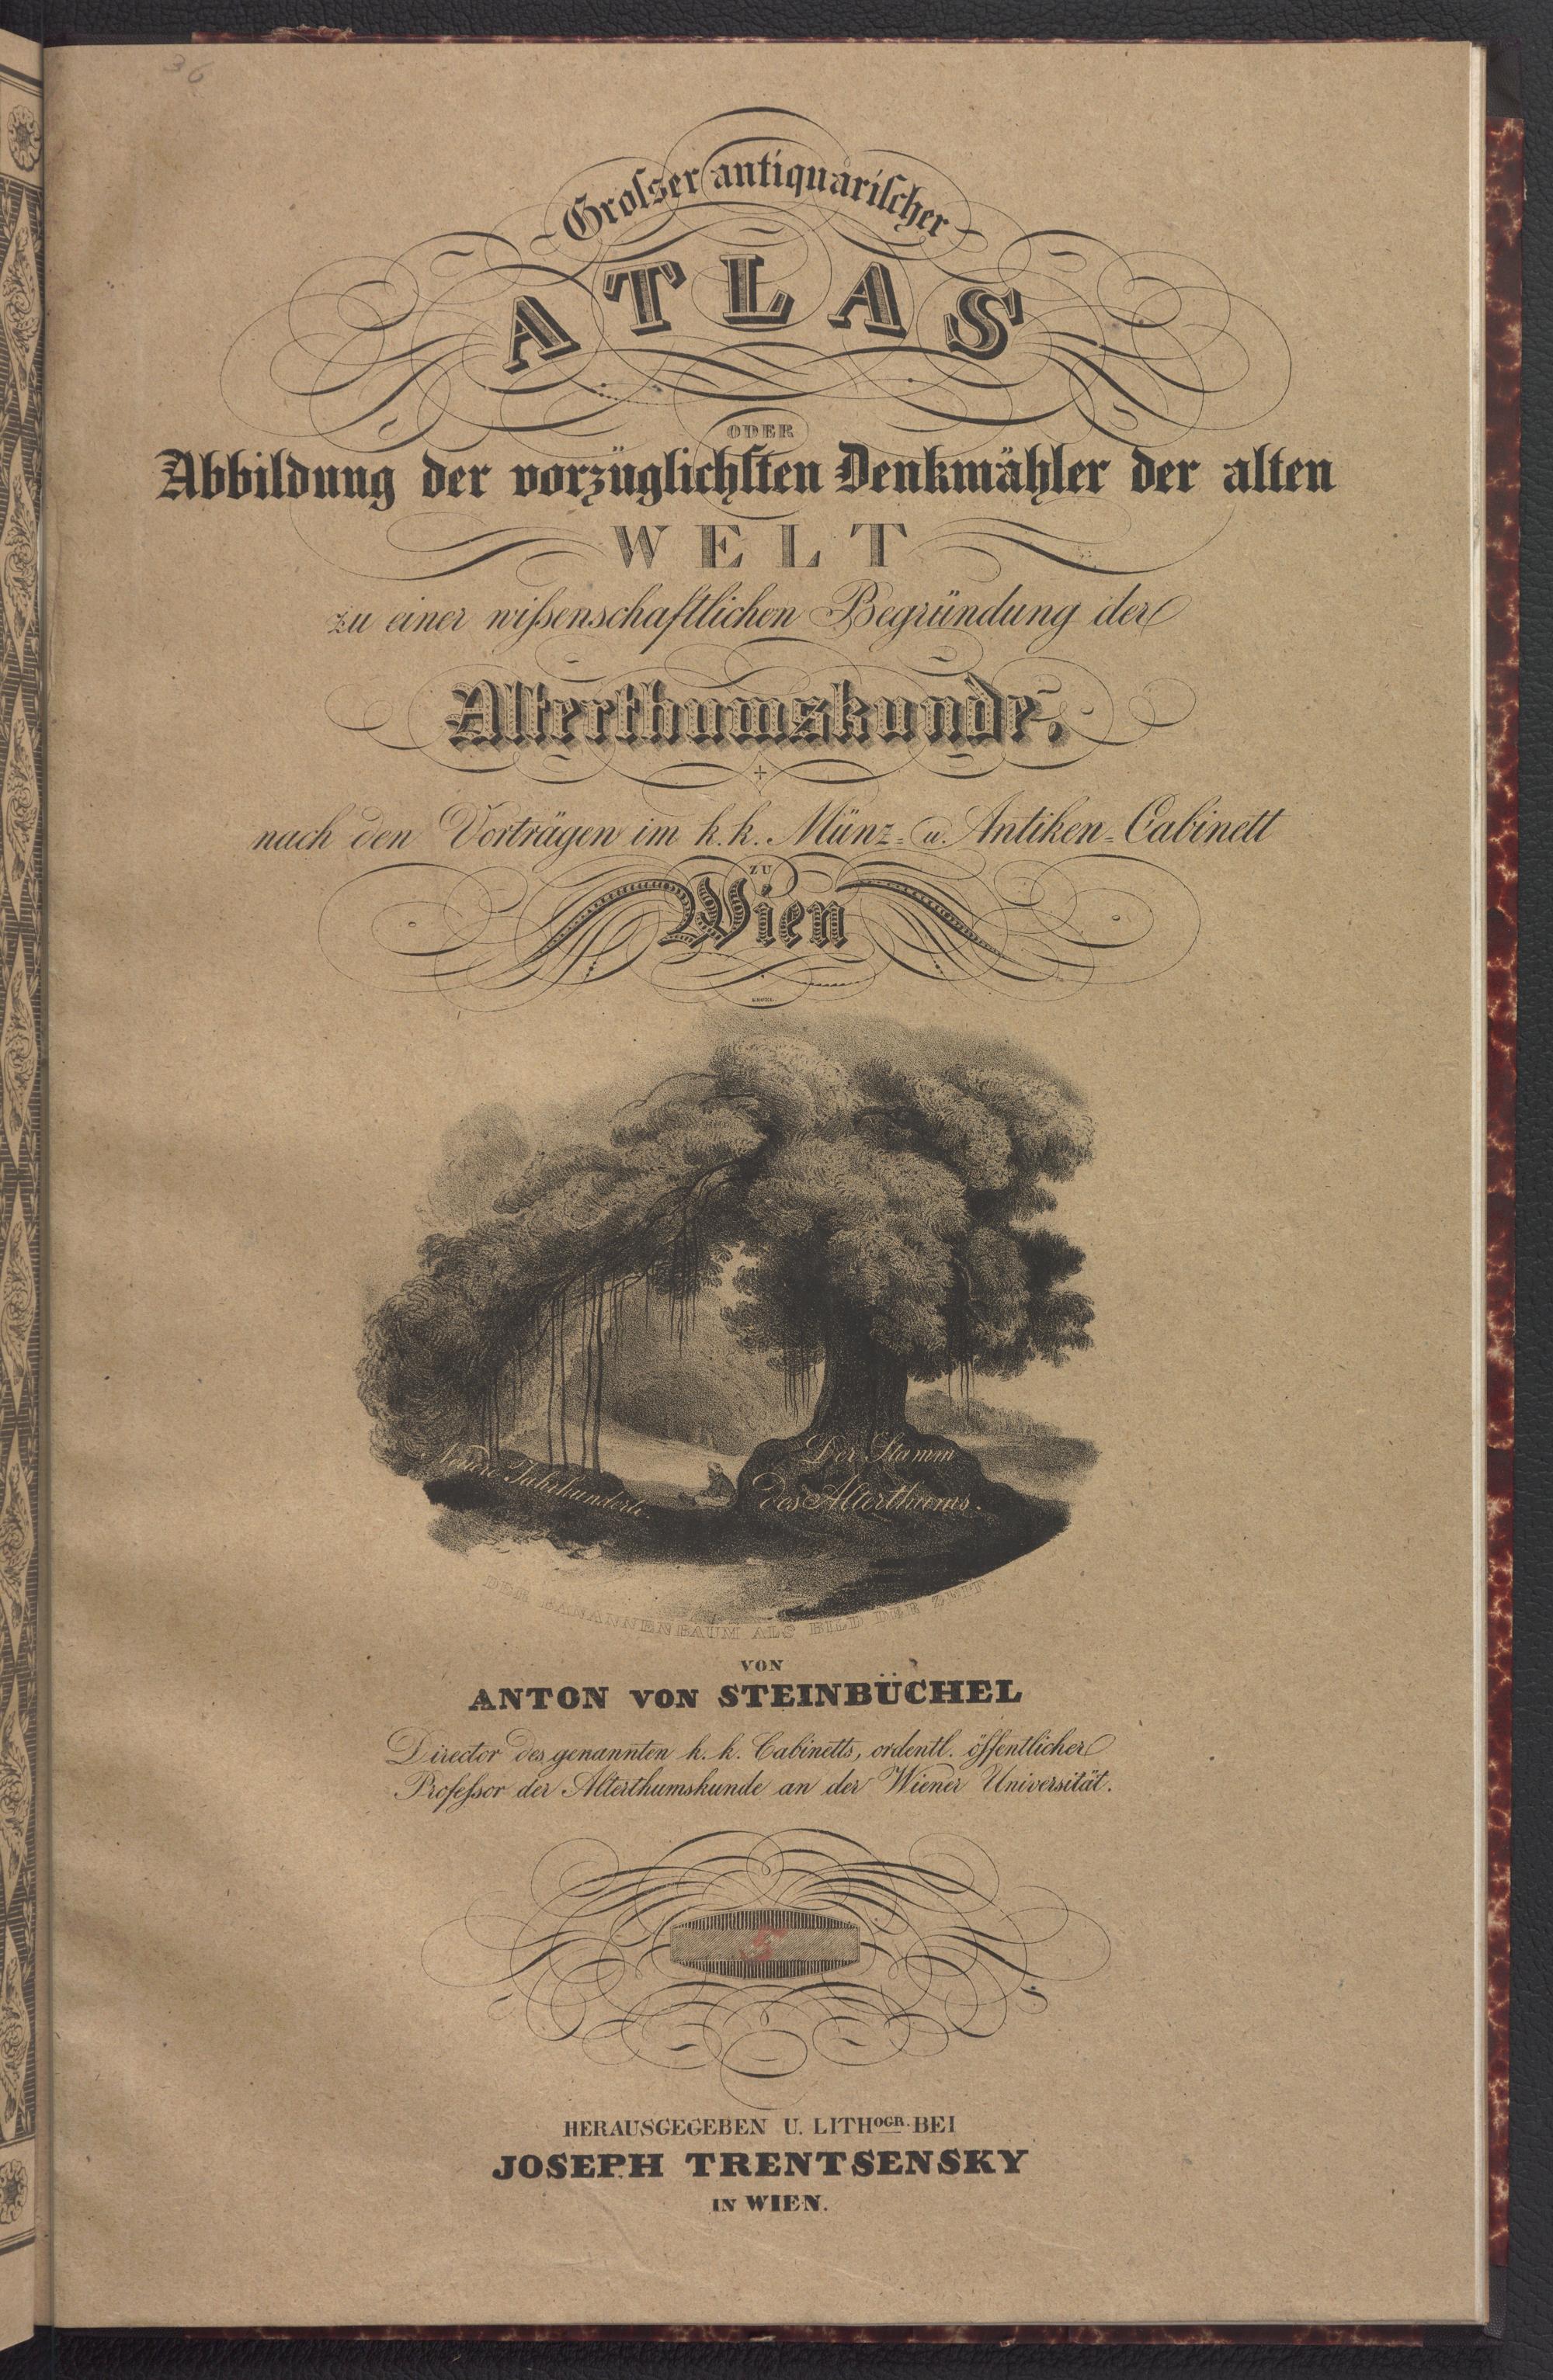 36
Groſser antiquariſcher
ATLAS
ODER
Abbildung der vorzüglichſten Denkmähler der alten
WELT
zu einer wißenschaftlichen Begründung der
Alterthumskunde,
nach den Vorträgen im k. k. Münz- u. Antiken-Cabinett
ZU
Wien
Neuere Jahrhunderte.
Der Stamm
des Alterthums.
DER BANANNENBAUM ALS BILD DER ZEIT
VON
ANTON VON STEINBÜCHEL
Director des genannten k. k. Cabinetts, ordentl. öffentlicher
Profeſsor der Alterthumskunde an der Wiener Universität.
HERAUSGEGEBEN U. LITHOGR. BEI
JOSEPH TRENTSENSKY
IN WIEN.